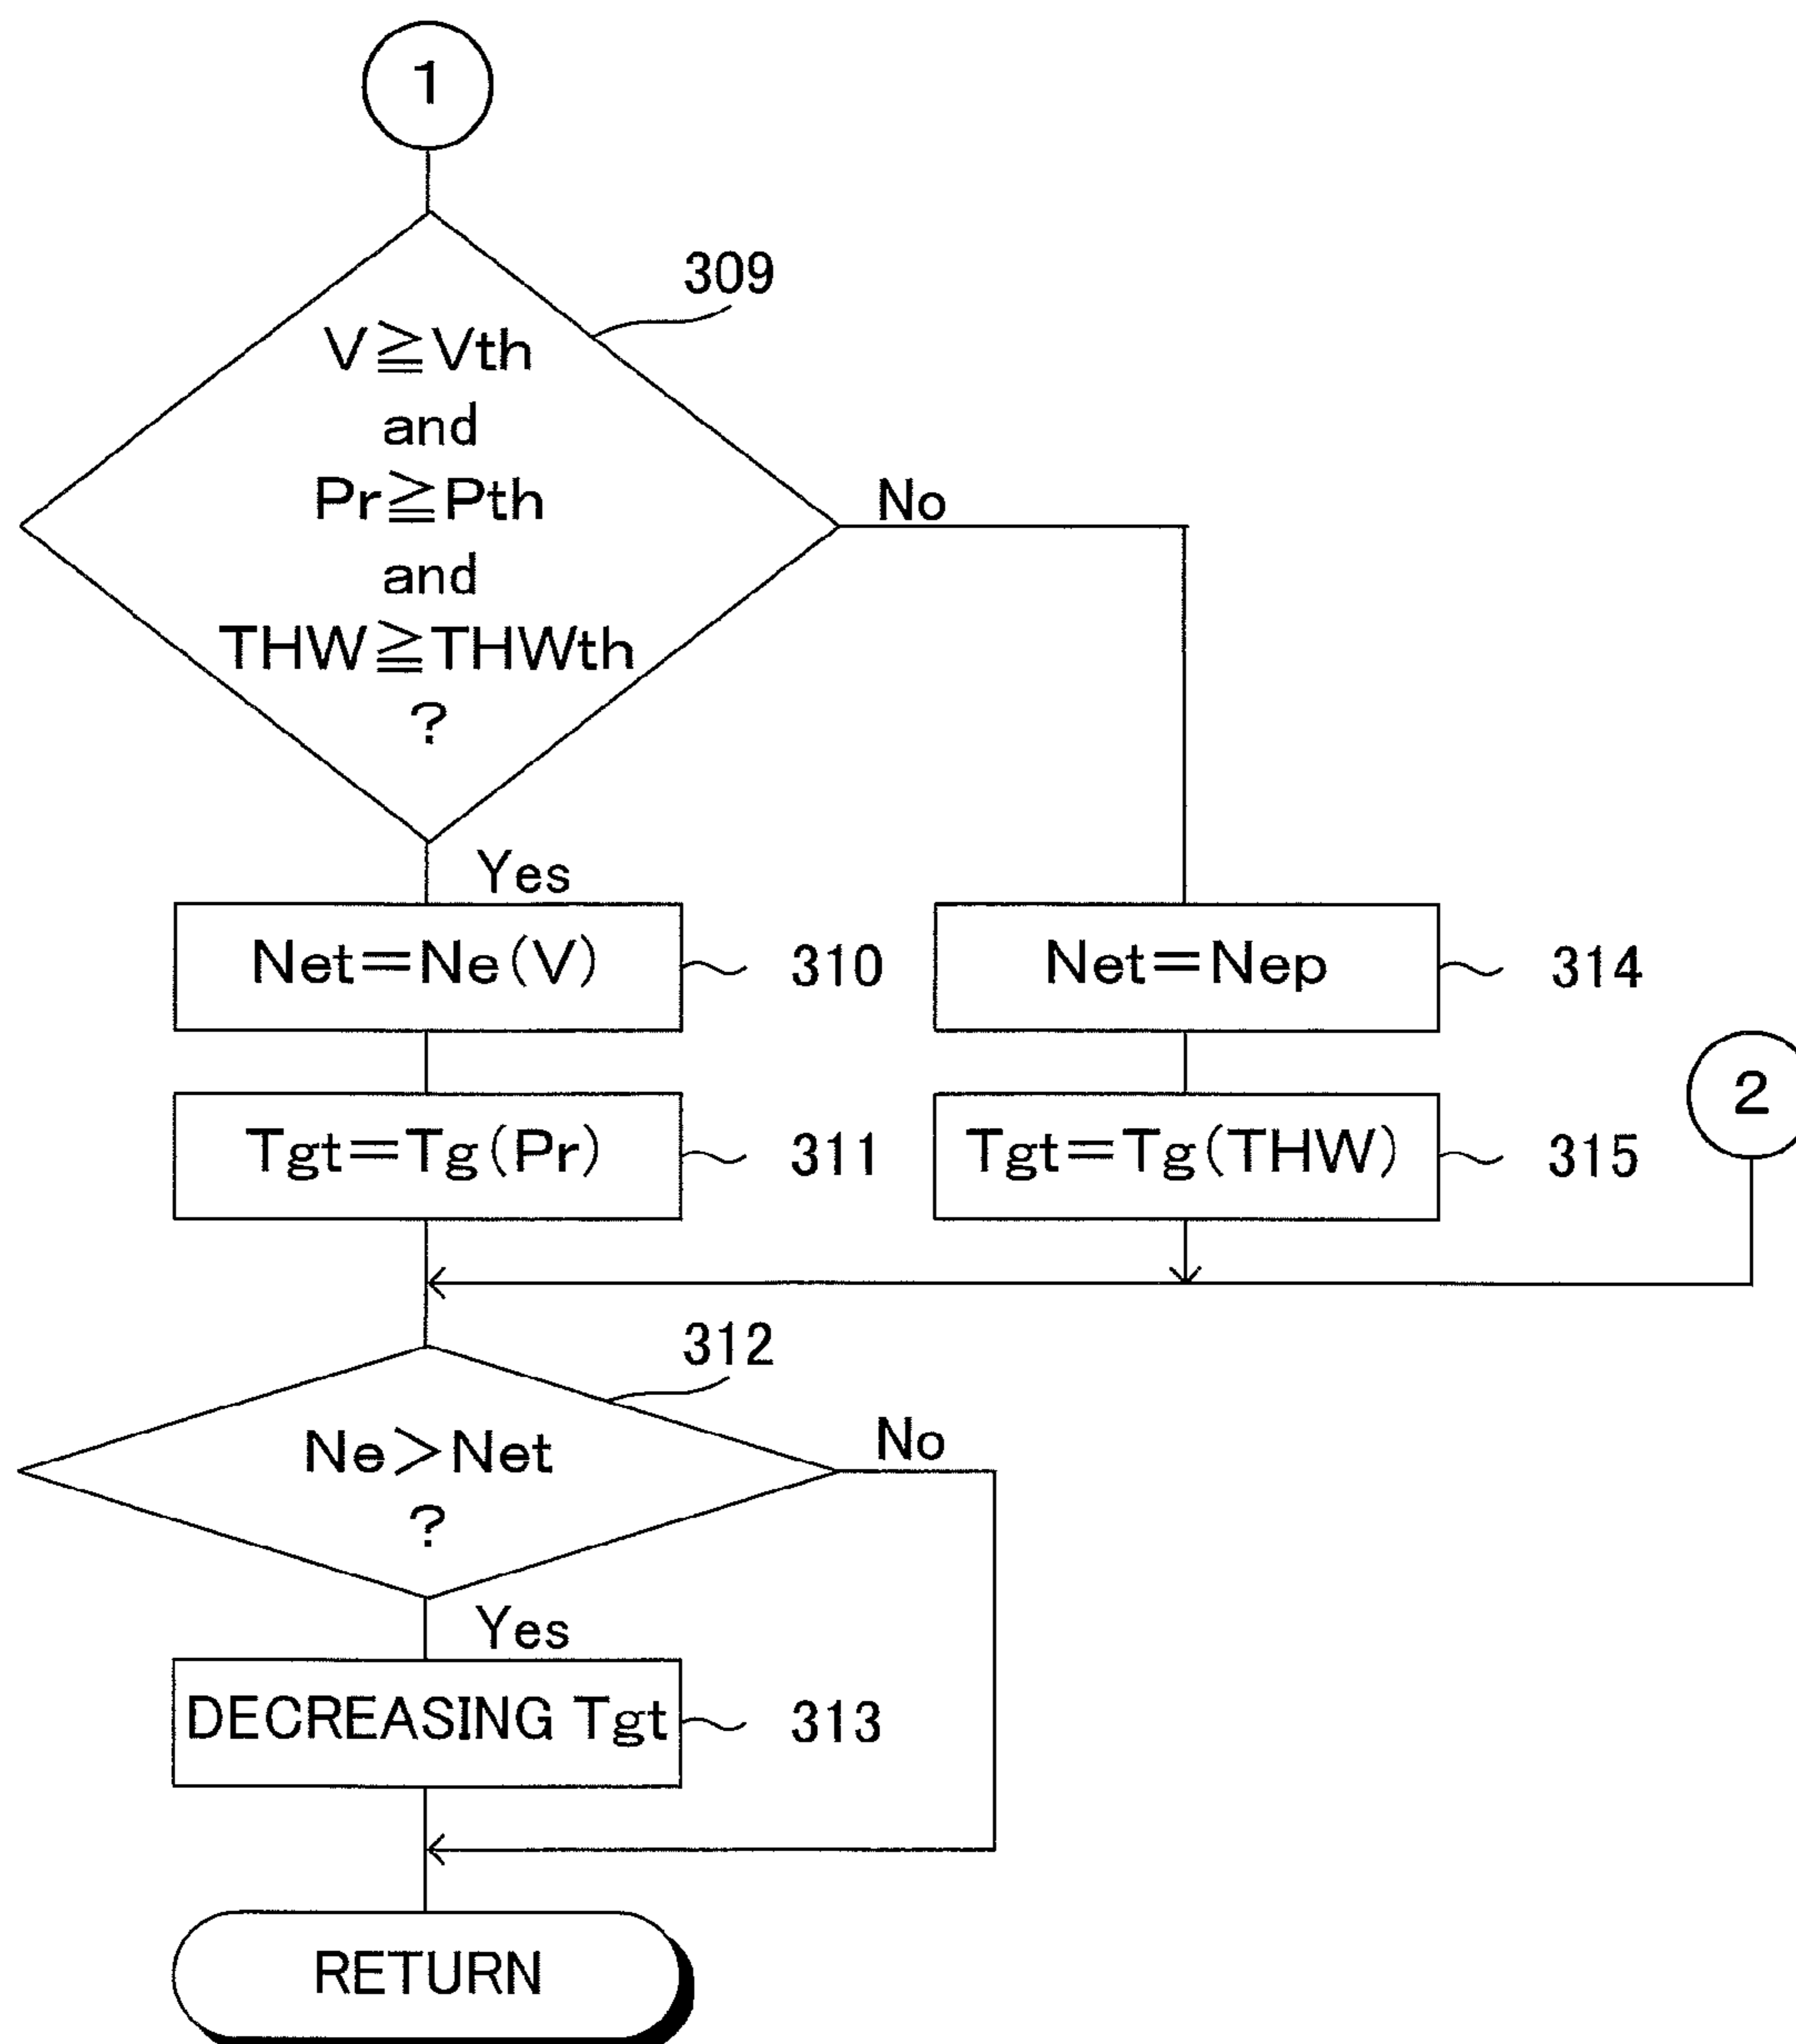 1
309
V≧Vth
and
Pr≧Pth
and
THW≧THWth
?
No
Yes
Net=Ne(V)
310
Net=Nep
314
Tgt=Tg(Pr)
311
Tgt=Tg(THW)
315
2
312
Ne>Net
?
No
Yes
DECREASING Tgt
313
RETURN